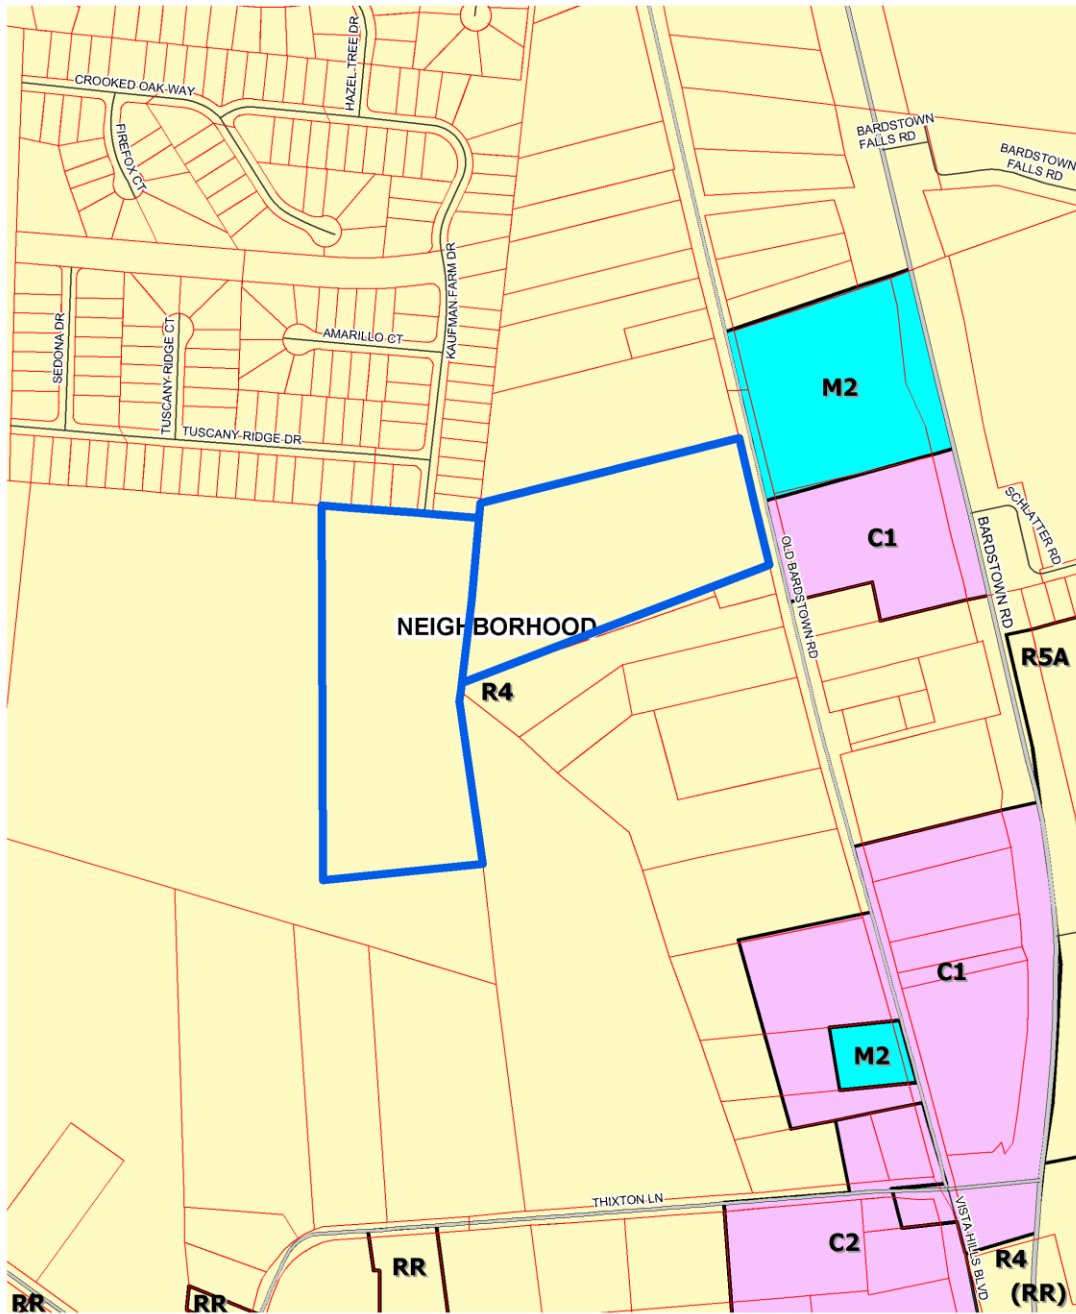 HAZEL TREE DR
CROOKED OAK WAY
FIREFOX CT
BARDSTOWN
FALLS RD
BARDSTOWN
FALLS RD
KAUFMAN FARM DR
SEDONA DR
TUSCANY RIDGE CT
AMARILLO CT
TUSCANY RIDGE DR
M2
C1
SCHLATTER RD
BARDSTOWN RD
OLD BARDSTOWN RD
NEIGHBORHOOD
R4
R5A
C1
M2
THIXTON LN
VISTA HILLS BLVD
C2
RR
R4
(RR)
RR
RR